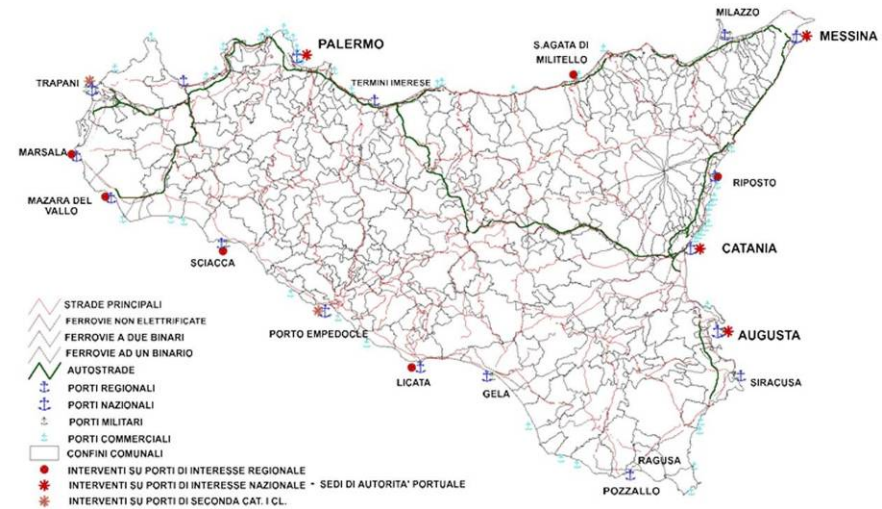 MILAZZO
MESSINA
PALERMO
S.AGATA DI
MILITELLO
TRAPANI
TERMINI IMERESE
MARSALA
RIPOSTO
MAZARA DEL
VALLO
CATANIA
SCIACCA
STRADE PRINCIPALI
FERROVIE NON ELETTRIFICATE
FERROVIE A DUE BINARI
FERROVIE AD UN BINARIO
AUTOSTRADE
PORTI REGIONALI
PORTI NAZIONALI
PORTI MILITARI
PORTI COMMERCIALI
CONFINI COMUNALI
INTERVENTI SU PORTI DI INTERESSE REGIONALE
INTERVENTI SU PORTI DI INTERESSE NAZIONALE - SEDI DI AUTORITA' PORTUALE
INTERVENTI SU PORTI DI SECONDA CAT. I CL.
PORTO EMPEDOCLE
AUGUSTA
LICATA
GELA
SIRACUSA
RAGUSA
POZZALLO